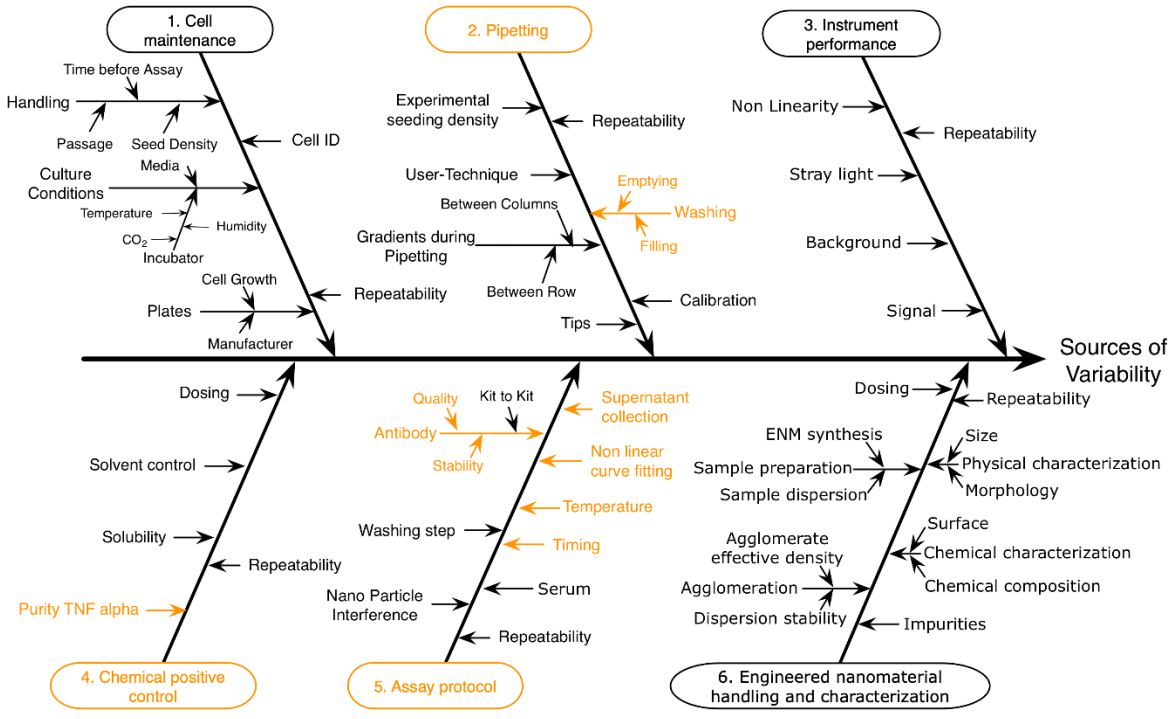 1. Cell
maintenance
Time before Assay
Handling
Passage
Seed Density
Cell ID
Media
Culture
Conditions
Temperature
Humidity
CO2
Incubator
Cell Growth
Repeatability
Plates
Manufacturer
2. Pipetting
Experimental
seeding density
Repeatability
User-Technique
Emptying
Between Columns
Washing
Filling
Gradients during
Pipetting
Between Row
Calibration
Tips
3. Instrument
performance
Non Linearity
Repeatability
Stray light
Background
Signal
Sources of
Variability
Dosing
Solvent control
Solubility
Repeatability
Purity TNF alpha
4. Chemical positive
control
Quality
Kit to Kit
Supernatant
collection
Antibody
Stability
Non linear
curve fitting
Temperature
Washing step
Timing
Serum
Nano Particle
Interference
Repeatability
5. Assay protocol
Dosing
Repeatability
ENM synthesis
Size
Sample preparation
Physical characterization
Sample dispersion
Morphology
Surface
Agglomerate
effective density
Chemical characterization
Agglomeration
Chemical composition
Dispersion stability
Impurities
6. Engineered nanomaterial
handling and characterization